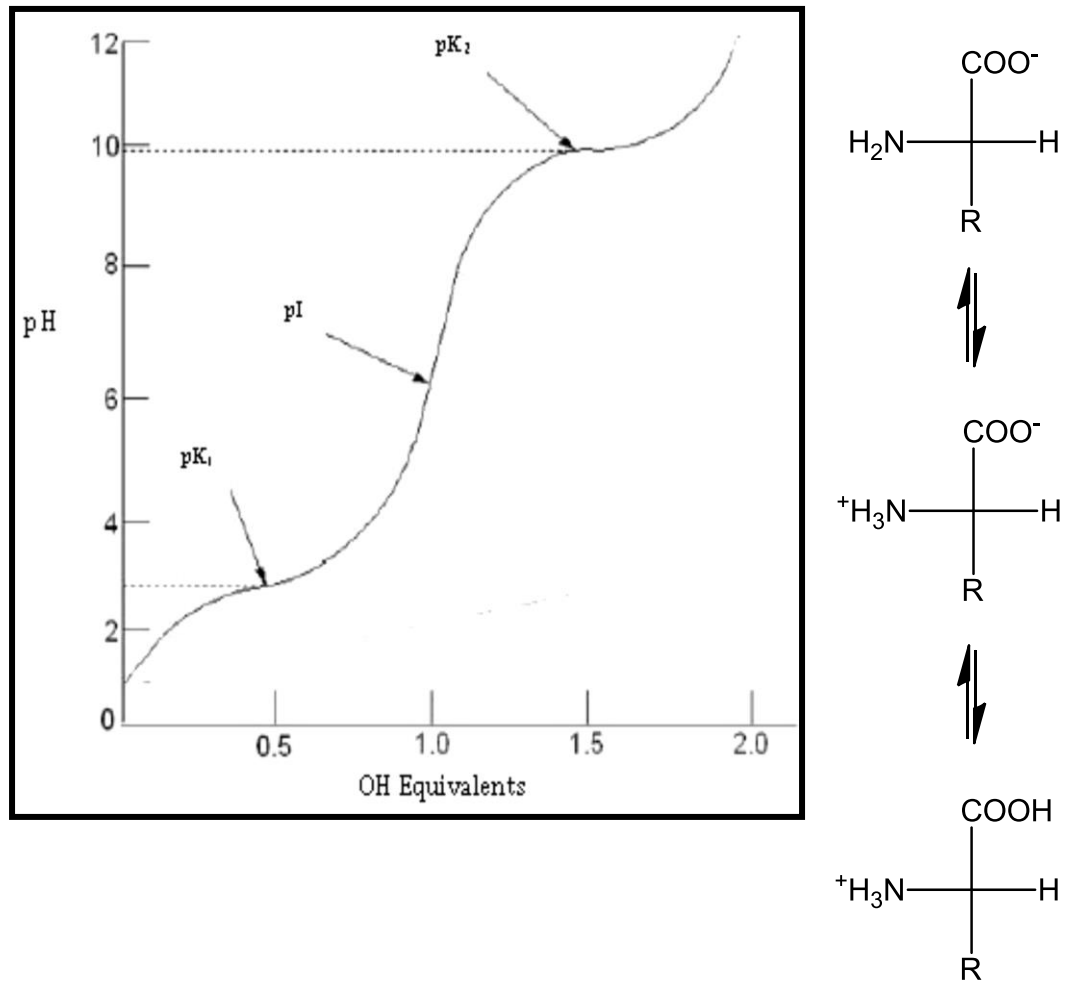 12
pK₂
10
8
pH
pI
6
pK₁
4
2
0
0.5 1.0 1.5 2.0
OH Equivalents
COO⁻
H₂N H
R
COO⁻
⁺H₃N H
R
COOH
⁺H₃N H
R